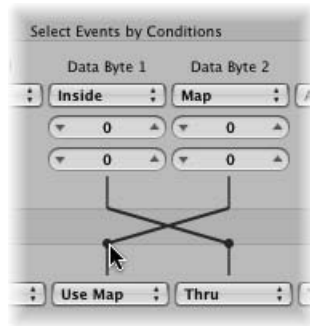 Select Events by Conditions
Data Byte 1 Data Byte 2
Inside Map
0 0
0 0
Use Map Thru